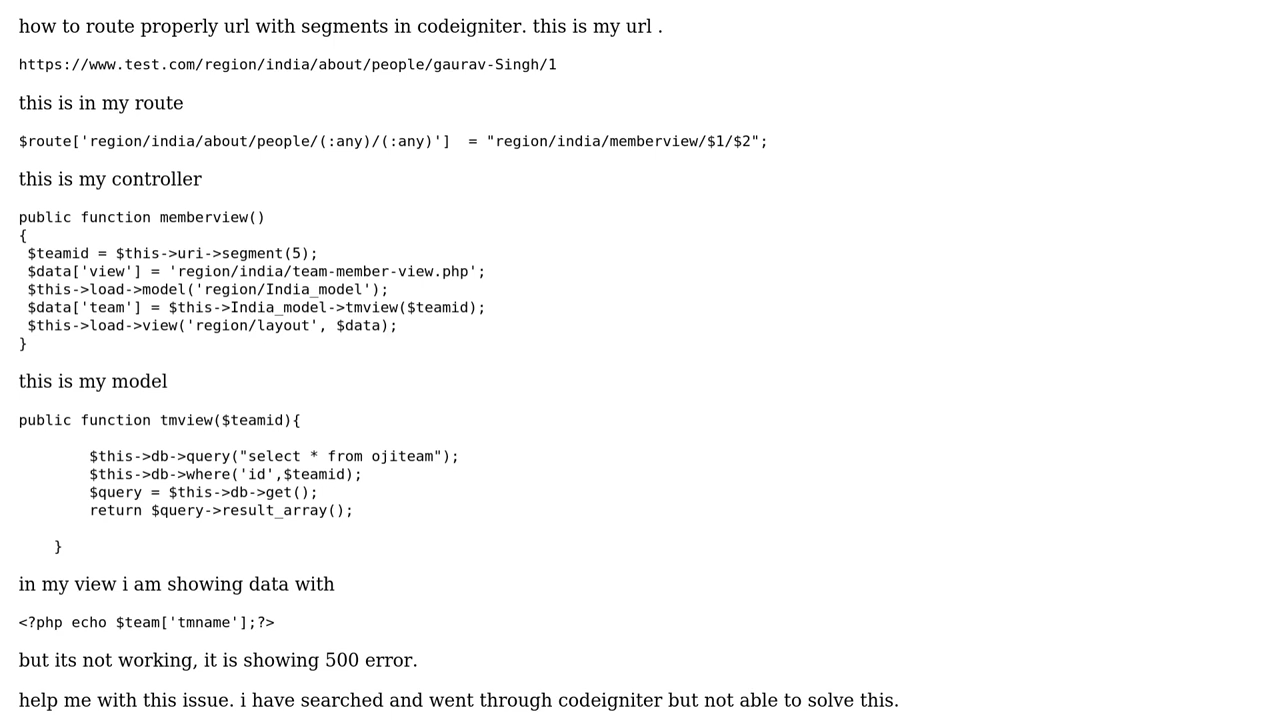 how to route properly url with segments in codeigniter. this is my url .
https://www.test.com/region/india/about/people/gaurav-Singh/1
this is in my route
$route['region/india/about/people/(:any)/(:any)']  = "region/india/memberview/$1/$2";
this is my controller
public function memberview()
{
 $teamid = $this->uri->segment(5);
 $data['view'] = 'region/india/team-member-view.php';
 $this->load->model('region/India_model');
 $data['team'] = $this->India_model->tmview($teamid);
 $this->load->view('region/layout', $data);
}
this is my model
public function tmview($teamid){
        $this->db->query("select * from ojiteam");
        $this->db->where('id',$teamid);
        $query = $this->db->get();
        return $query->result_array();
    }
in my view i am showing data with
<?php echo $team['tmname'];?>
but its not working, it is showing 500 error.
help me with this issue. i have searched and went through codeigniter but not able to solve this.